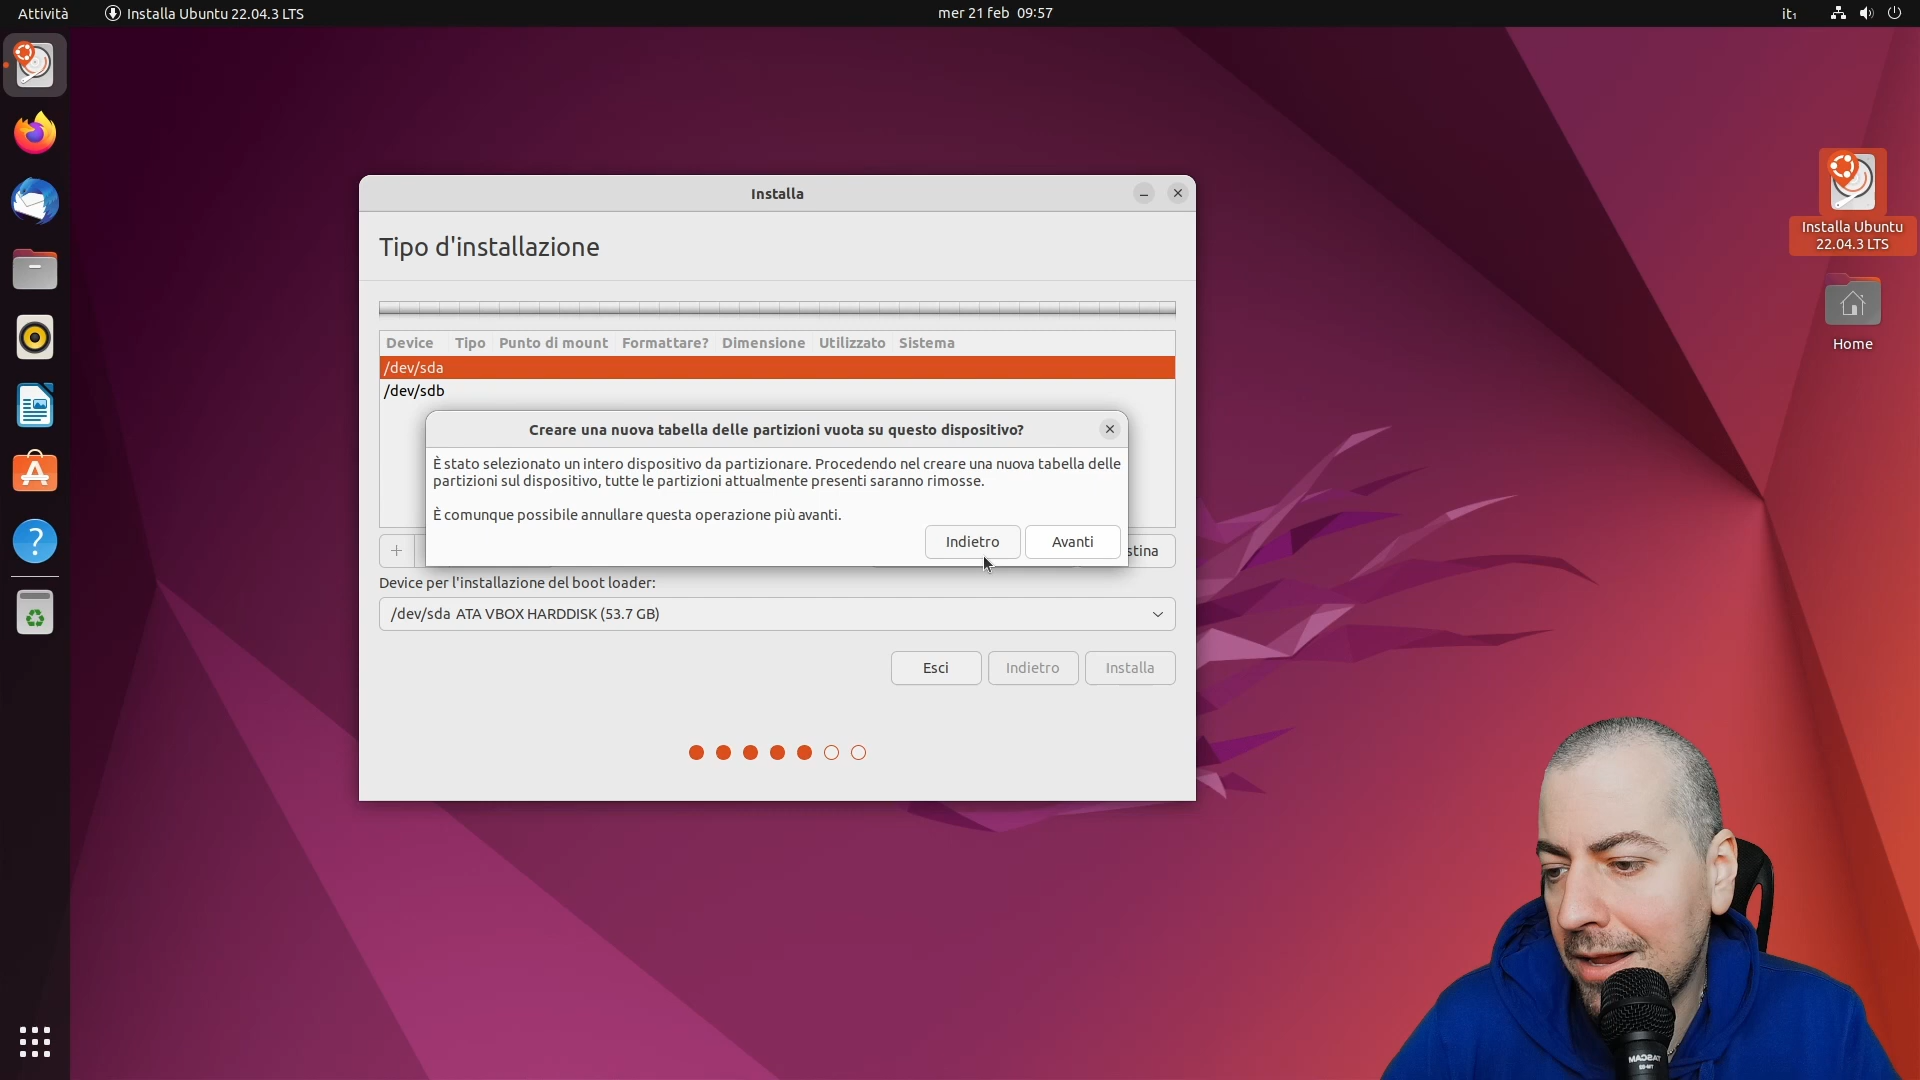 Attività
Installa Ubuntu 22.04.3 LTS
mer 21 feb 09:57
it₁
Installa
Tipo d'installazione
Device Tipo Punto di mount Formattare? Dimensione Utilizzato Sistema
/dev/sda
/dev/sdb
Creare una nuova tabella delle partizioni vuota su questo dispositivo?
È stato selezionato un intero dispositivo da partizionare. Procedendo nel creare una nuova tabella delle
partizioni sul dispositivo, tutte le partizioni attualmente presenti saranno rimosse.
È comunque possibile annullare questa operazione più avanti.
Indietro
Avanti
+
stina
Device per l'installazione del boot loader:
/dev/sda ATA VBOX HARDDISK (53.7 GB)
Esci
Indietro
Installa
Installa Ubuntu
22.04.3 LTS
Home
TASCAM